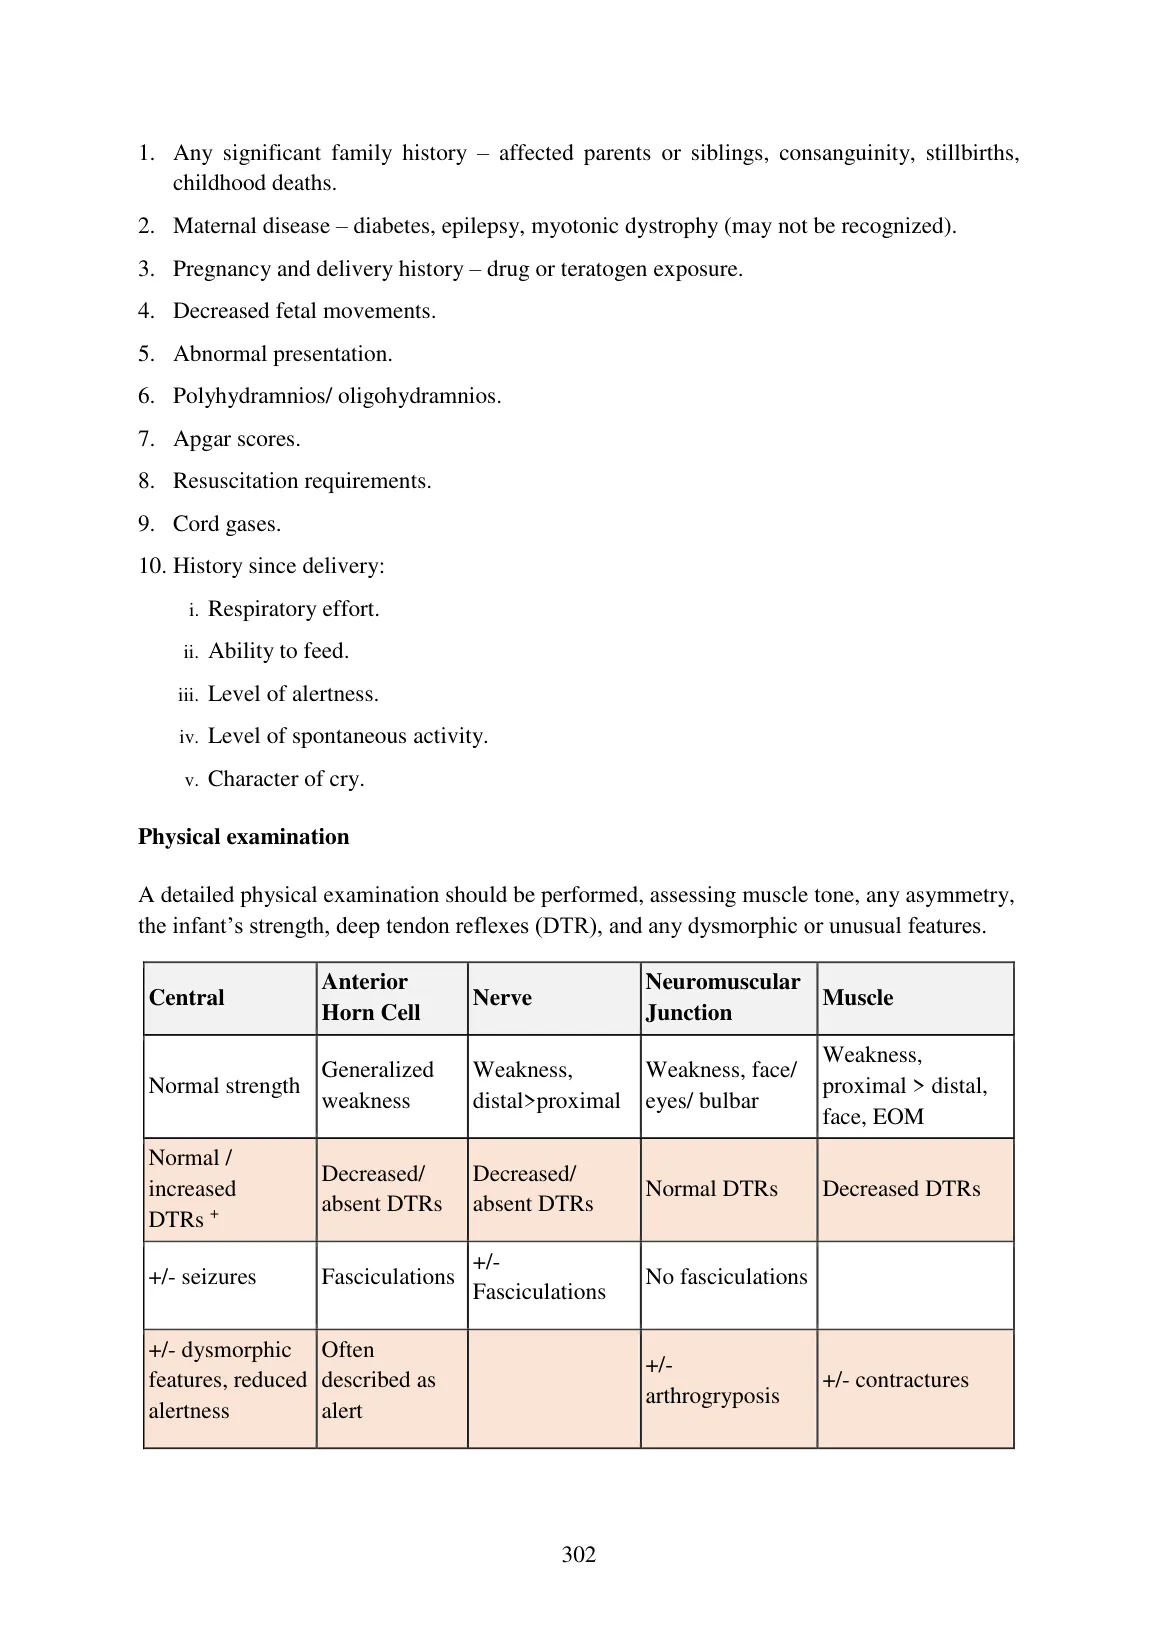 1. Any significant family history – affected parents or siblings, consanguinity, stillbirths,
childhood deaths.
2. Maternal disease – diabetes, epilepsy, myotonic dystrophy (may not be recognized).
3. Pregnancy and delivery history – drug or teratogen exposure.
4. Decreased fetal movements.
5. Abnormal presentation.
6. Polyhydramnios/ oligohydramnios.
7. Apgar scores.
8. Resuscitation requirements.
9. Cord gases.
10. History since delivery:
i. Respiratory effort.
ii. Ability to feed.
iii. Level of alertness.
iv. Level of spontaneous activity.
v. Character of cry.
Physical examination
A detailed physical examination should be performed, assessing muscle tone, any asymmetry,
the infant’s strength, deep tendon reflexes (DTR), and any dysmorphic or unusual features.
Central
Anterior
Horn Cell
Nerve
Neuromuscular
Junction
Muscle
Normal strength
Generalized
weakness
Weakness,
distal>proximal
Weakness, face/
eyes/ bulbar
Weakness,
proximal > distal,
face, EOM
Normal /
increased
DTRs +
Decreased/
absent DTRs
Decreased/
absent DTRs
Normal DTRs
Decreased DTRs
+/- seizures
Fasciculations
+/-
Fasciculations
No fasciculations
+/- dysmorphic
features, reduced
alertness
Often
described as
alert
+/-
arthrogryposis
+/- contractures
302